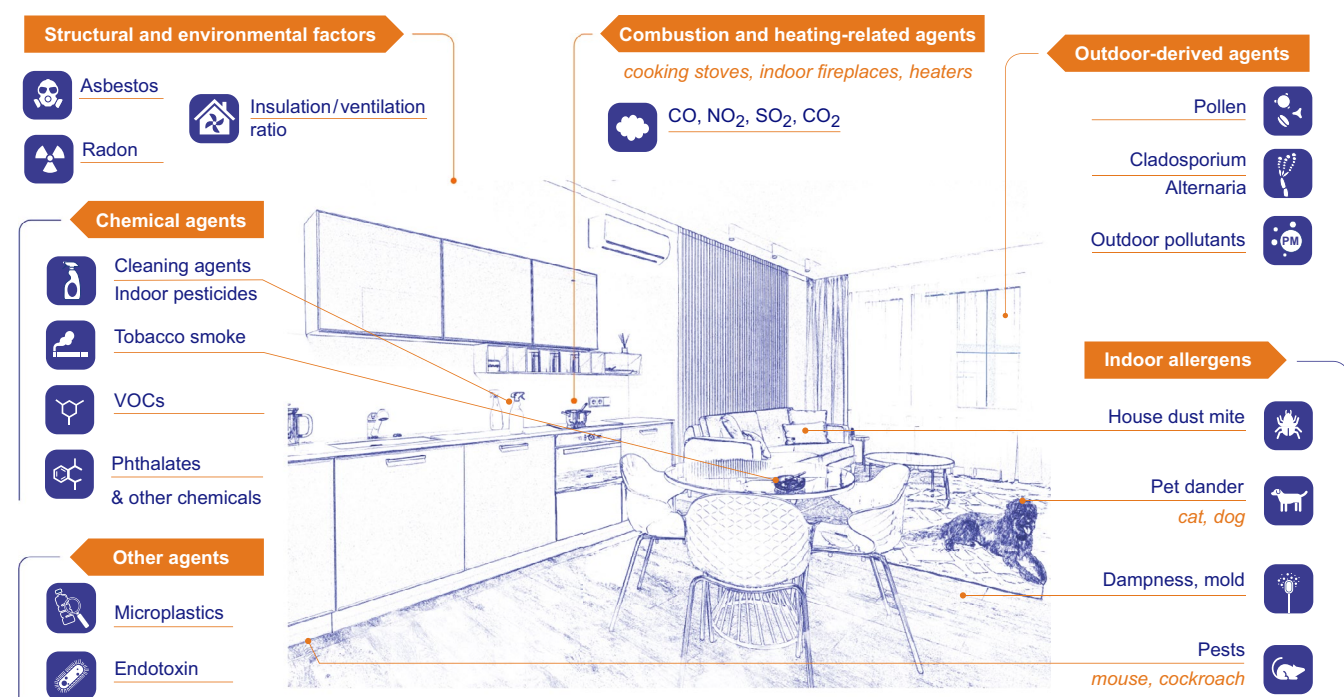 Structural and environmental factors
Asbestos
Radon
Insulation/ventilation
ratio
Combustion and heating-related agents
cooking stoves, indoor fireplaces, heaters
CO, NO₂, SO₂, CO₂
Outdoor-derived agents
Pollen
Cladosporium
Alternaria
Outdoor pollutants
PM
Chemical agents
Cleaning agents
Indoor pesticides
Tobacco smoke
VOCs
Phthalates
& other chemicals
Indoor allergens
House dust mite
Pet dander
cat, dog
Dampness, mold
Pests
mouse, cockroach
Other agents
Microplastics
Endotoxin